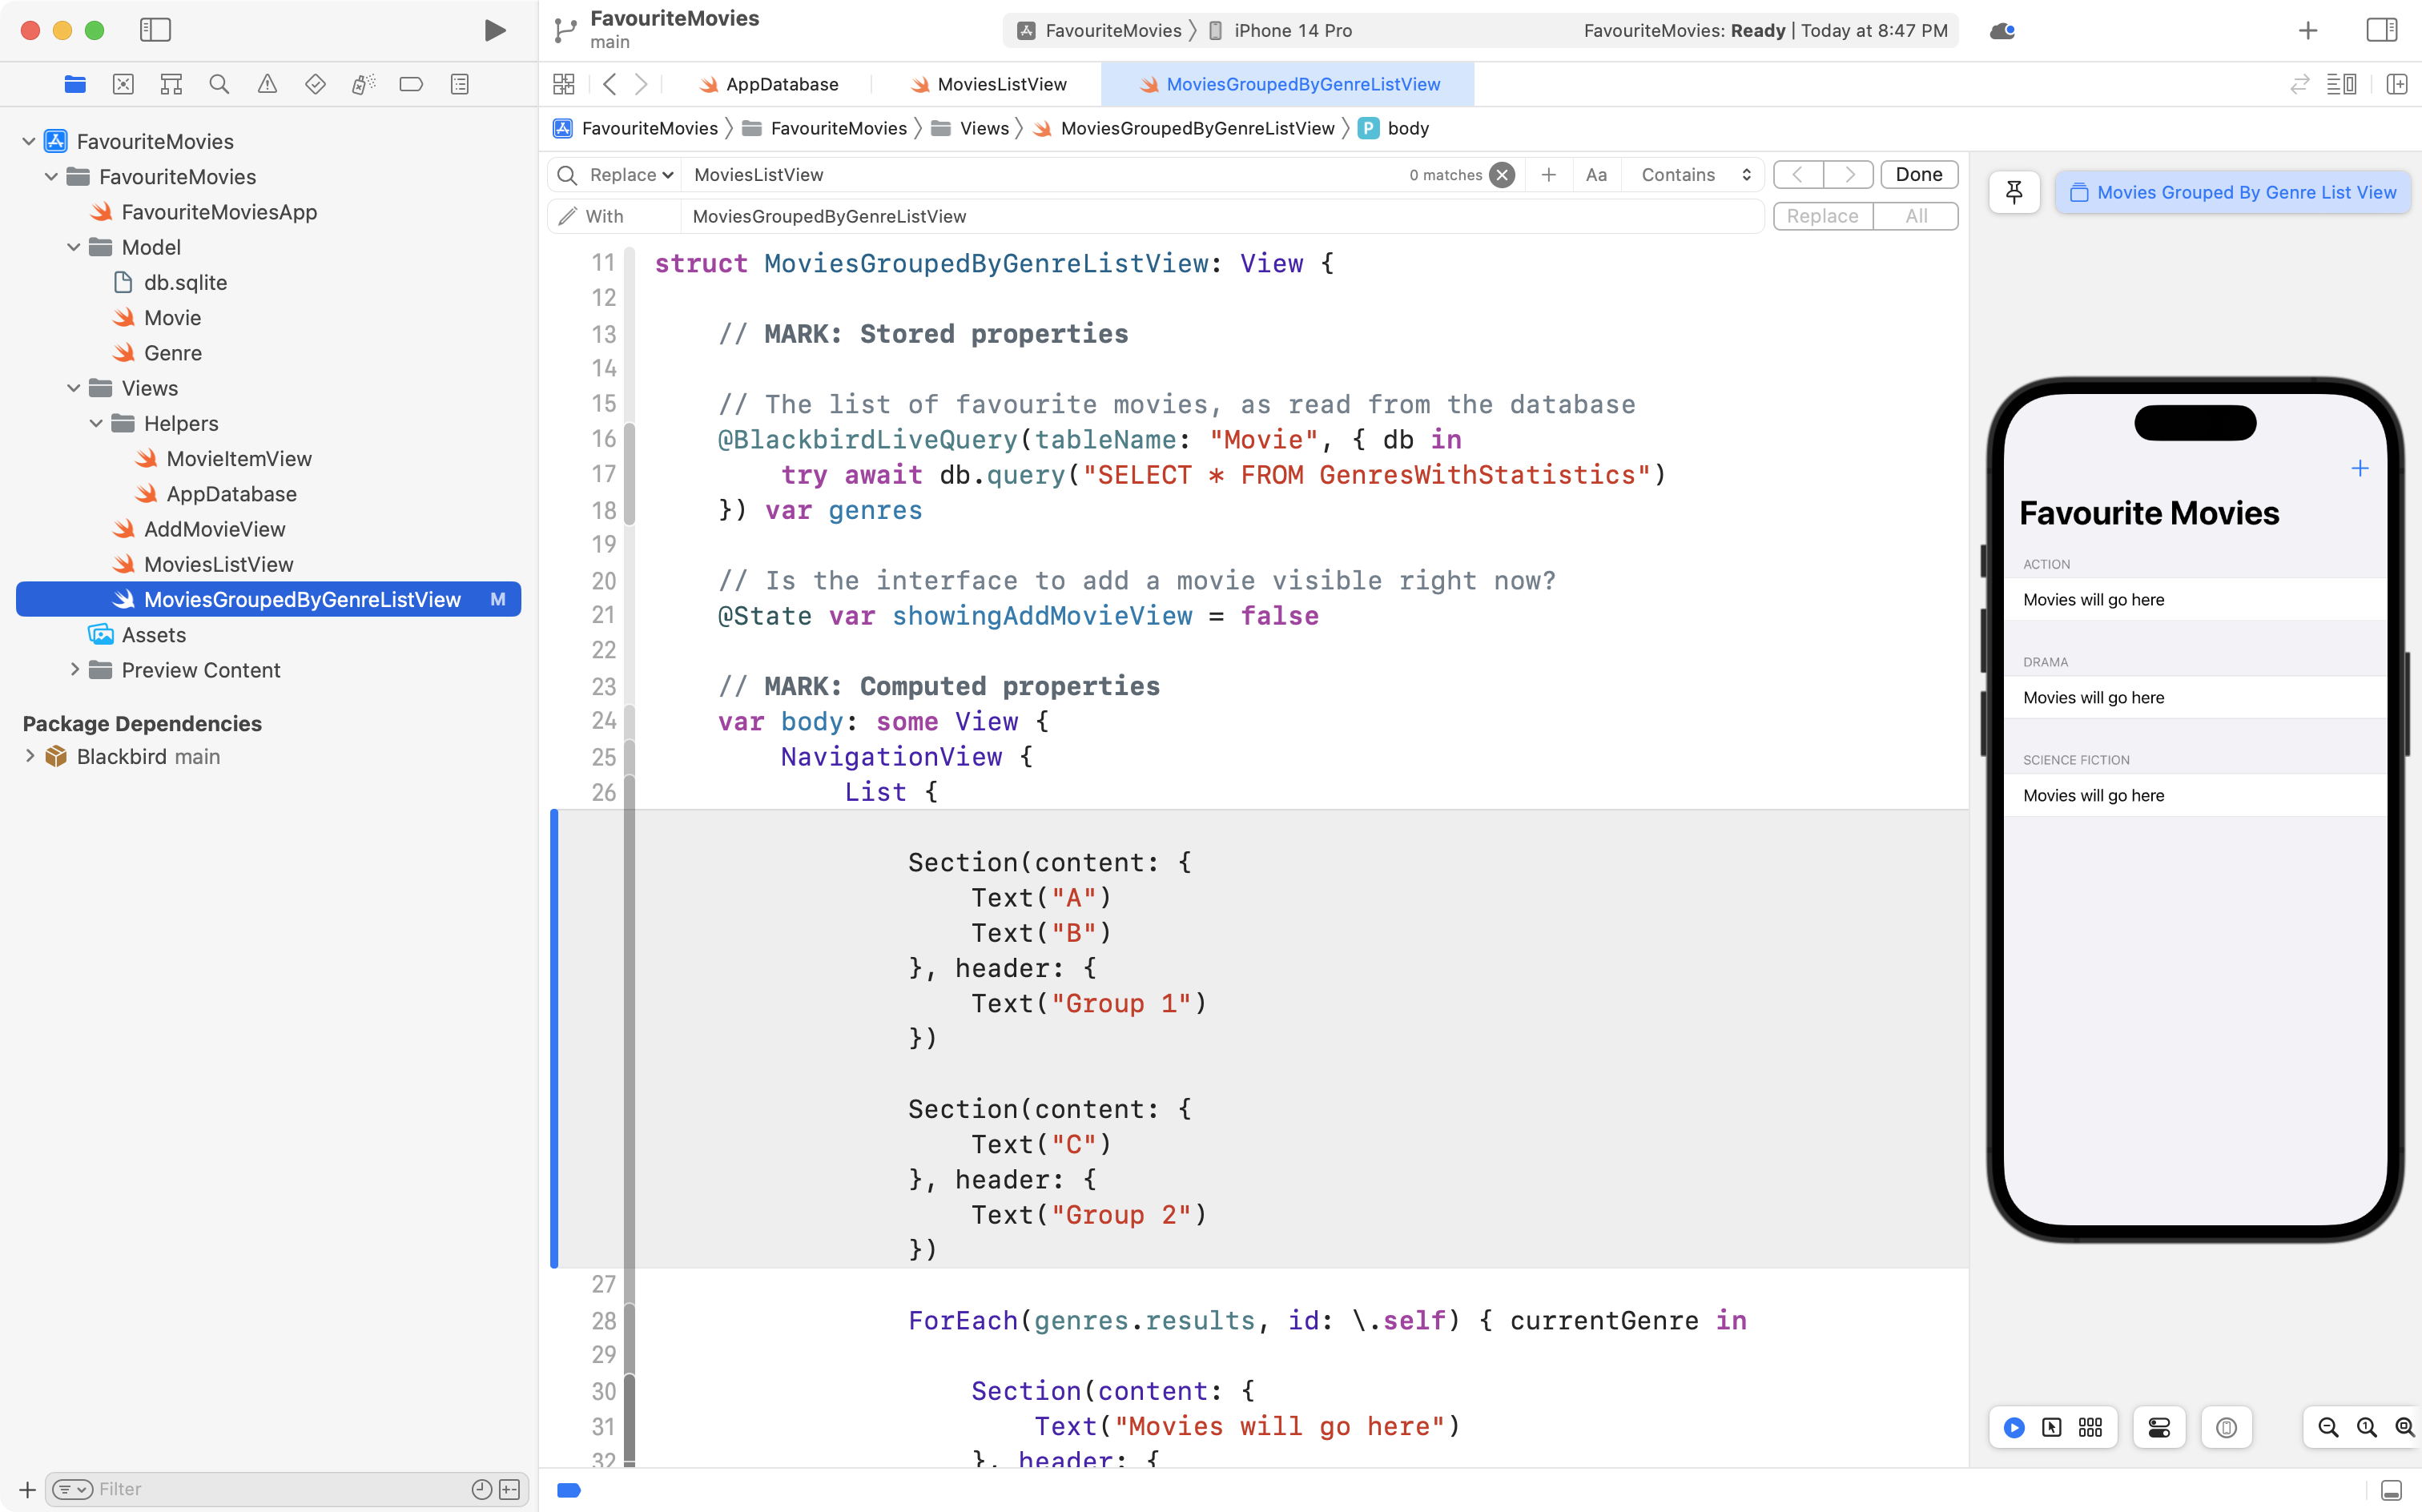 FavouriteMovies
main
FavouriteMovies
iPhone 14 Pro
FavouriteMovies: Ready | Today at 8:47 PM
AppDatabase
MoviesListView
MoviesGroupedByGenreListView
FavouriteMovies
FavouriteMovies
Views
MoviesGroupedByGenreListView
P
body
Replace
MoviesListView
0 matches
Aa
Contains
Done
With
MoviesGroupedByGenreListView
Replace
All
FavouriteMovies
FavouriteMovies
FavouriteMoviesApp
Model
db.sqlite
Movie
Genre
Views
Helpers
MovieItemView
AppDatabase
AddMovieView
MoviesListView
MoviesGroupedByGenreListView M
Assets
Preview Content
Package Dependencies
Blackbird main
Filter
11 struct MoviesGroupedByGenreListView: View {
12
13 // MARK: Stored properties
14
15 // The list of favourite movies, as read from the database
16 @BlackbirdLiveQuery(tableName: "Movie", { db in
17 try await db.query("SELECT * FROM GenresWithStatistics")
18 }) var genres
19
20 // Is the interface to add a movie visible right now?
21 @State var showingAddMovieView = false
22
23 // MARK: Computed properties
24 var body: some View {
25 NavigationView {
26 List {
Section(content: {
Text("A")
Text("B")
}, header: {
Text("Group 1")
})
Section(content: {
Text("C")
}, header: {
Text("Group 2")
})
27
28 ForEach(genres.results, id: \.self) { currentGenre in
29
30 Section(content: {
31 Text("Movies will go here")
32 }, header: {
Movies Grouped By Genre List View
Favourite Movies
ACTION
Movies will go here
DRAMA
Movies will go here
SCIENCE FICTION
Movies will go here